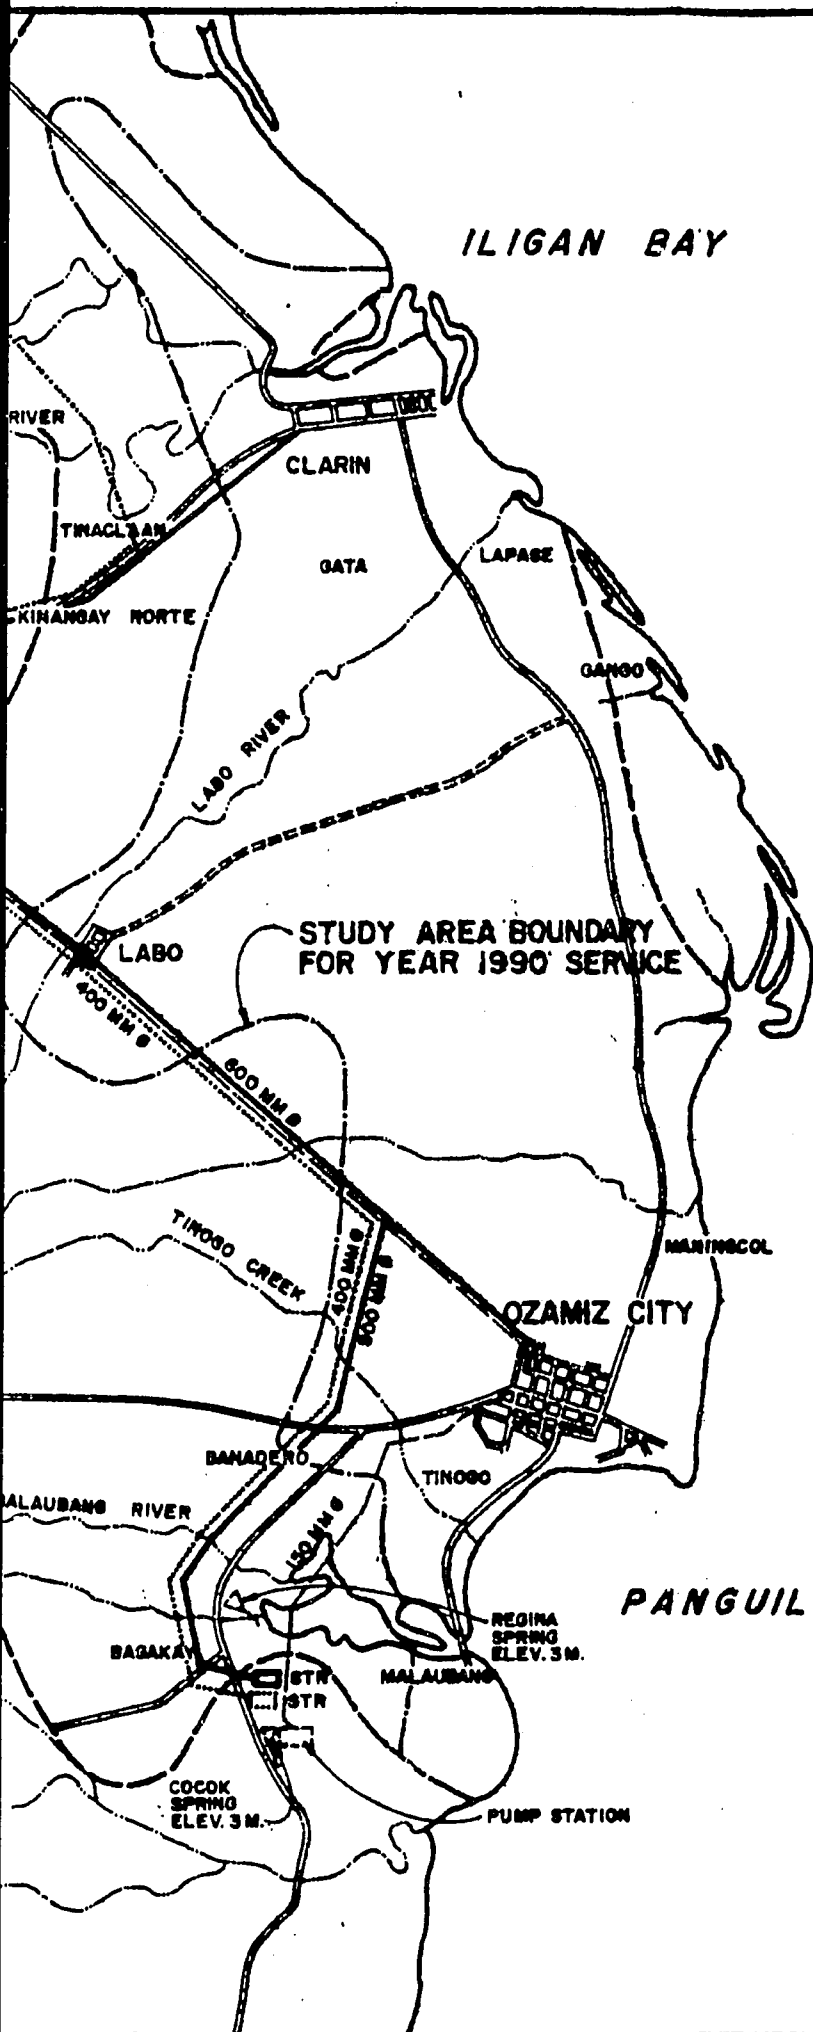 ILIGAN BAY
RIVER
CLARIN
TINACLAAN
GATA
LAPASE
KINANGAY NORTE
GANGO
LABO RIVER
LABO
STUDY AREA BOUNDARY
FOR YEAR 1990 SERVICE
400 MM Ø
600 MM Ø
TINOGO CREEK
400 MM Ø
500 MM Ø
MANINGCOL
OZAMIZ CITY
BANADERO
TINOGO
MALAUBANG RIVER
150 MM Ø
PANGUIL
REGINA
SPRING
ELEV. 3 M.
BAGAKAY
STR
MALAUBANG
STR
COCOK
SPRING
ELEV. 3 M.
PUMP STATION